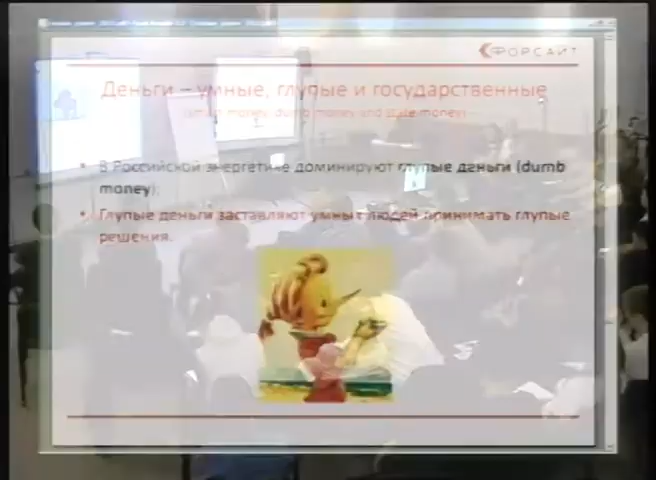 ФОРСАЙТ
Деньги – умные, глупые и государственные
(smart money, dumb money and state money)
• В Российской энергетике доминируют глупые деньги (dumb
money);
• Глупые деньги заставляют умных людей принимать глупые
решения.